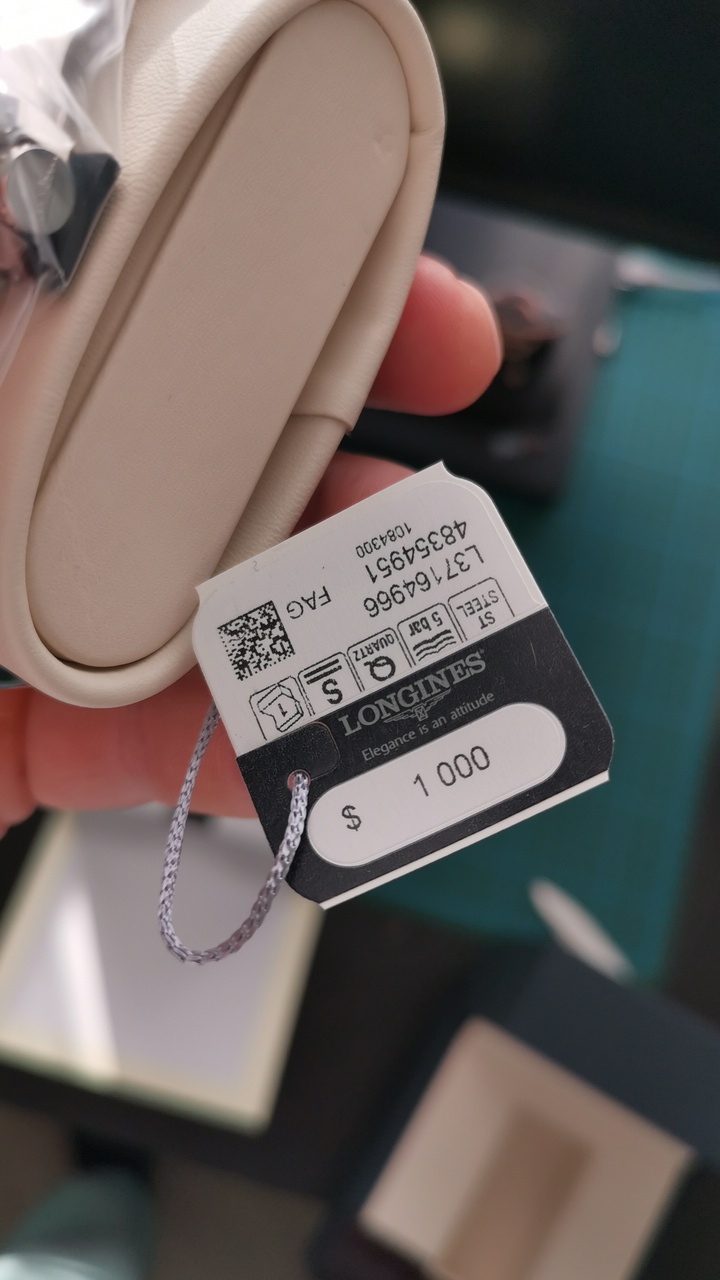 LONGINES
Elegance is an attitude
$ 1 000
ST
STEEL
5 bar
Q
QUARTZ
S
1
L37164966
48354951
1084300
FAG